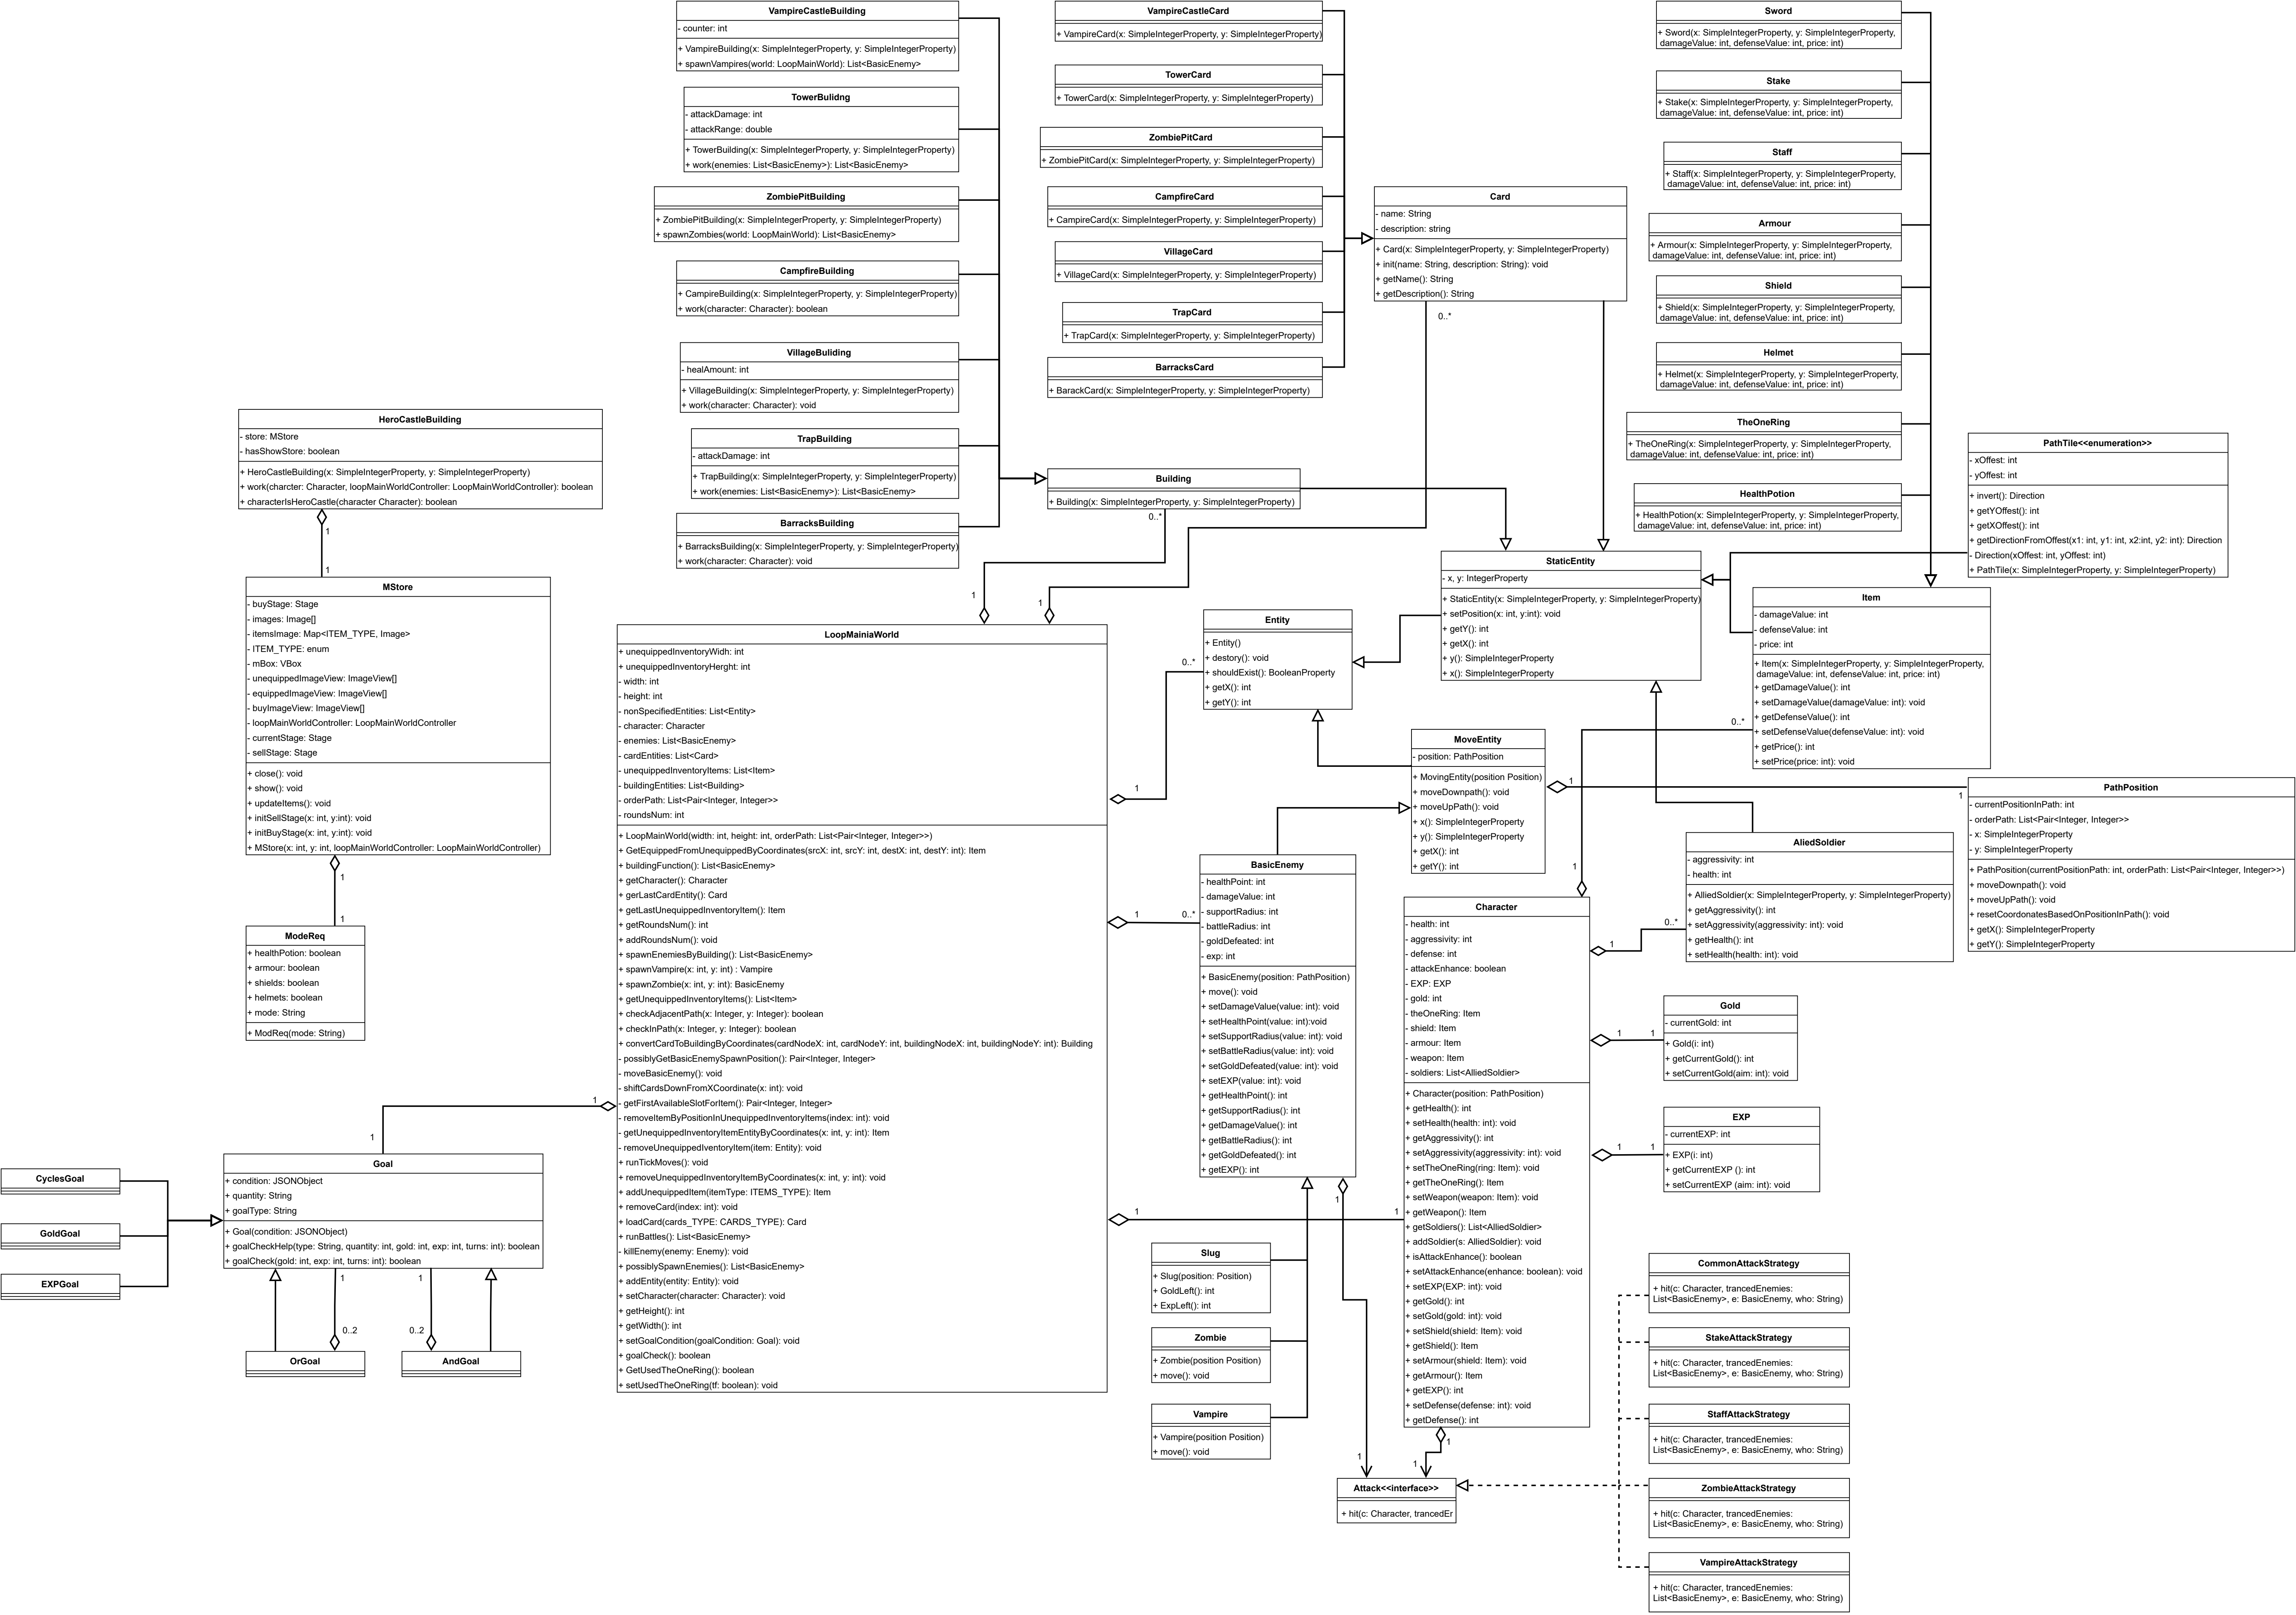 VampireCastleBuilding
- counter: int
+ VampireBuilding(x: SimpleIntegerProperty, y: SimpleIntegerProperty)
+ spawnVampires(world: LoopMainWorld): List<BasicEnemy>
TowerBulidng
- attackDamage: int
- attackRange: double
+ TowerBuilding(x: SimpleIntegerProperty, y: SimpleIntegerProperty)
+ work(enemies: List<BasicEnemy>): List<BasicEnemy>
ZombiePitBuilding
+ ZombiePitBuilding(x: SimpleIntegerProperty, y: SimpleIntegerProperty)
+ spawnZombies(world: LoopMainWorld): List<BasicEnemy>
CampfireBuilding
+ CampireBuilding(x: SimpleIntegerProperty, y: SimpleIntegerProperty)
+ work(character: Character): boolean
VillageBuliding
- healAmount: int
+ VillageBuilding(x: SimpleIntegerProperty, y: SimpleIntegerProperty)
+ work(character: Character): void
TrapBuilding
- attackDamage: int
+ TrapBuilding(x: SimpleIntegerProperty, y: SimpleIntegerProperty)
+ work(enemies: List<BasicEnemy>): List<BasicEnemy>
BarracksBuilding
+ BarracksBuilding(x: SimpleIntegerProperty, y: SimpleIntegerProperty)
+ work(character: Character): void
VampireCastleCard
+ VampireCard(x: SimpleIntegerProperty, y: SimpleIntegerProperty)
TowerCard
+ TowerCard(x: SimpleIntegerProperty, y: SimpleIntegerProperty)
ZombiePitCard
+ ZombiePitCard(x: SimpleIntegerProperty, y: SimpleIntegerProperty)
CampfireCard
+ CampireCard(x: SimpleIntegerProperty, y: SimpleIntegerProperty)
VillageCard
+ VillageCard(x: SimpleIntegerProperty, y: SimpleIntegerProperty)
TrapCard
+ TrapCard(x: SimpleIntegerProperty, y: SimpleIntegerProperty)
BarracksCard
+ BarackCard(x: SimpleIntegerProperty, y: SimpleIntegerProperty)
Card
- name: String
- description: string
+ Card(x: SimpleIntegerProperty, y: SimpleIntegerProperty)
+ init(name: String, description: String): void
+ getName(): String
+ getDescription(): String
0..*
Sword
+ Sword(x: SimpleIntegerProperty, y: SimpleIntegerProperty,
damageValue: int, defenseValue: int, price: int)
Stake
+ Stake(x: SimpleIntegerProperty, y: SimpleIntegerProperty,
damageValue: int, defenseValue: int, price: int)
Staff
+ Staff(x: SimpleIntegerProperty, y: SimpleIntegerProperty,
damageValue: int, defenseValue: int, price: int)
Armour
+ Armour(x: SimpleIntegerProperty, y: SimpleIntegerProperty,
damageValue: int, defenseValue: int, price: int)
Shield
+ Shield(x: SimpleIntegerProperty, y: SimpleIntegerProperty,
damageValue: int, defenseValue: int, price: int)
Helmet
+ Helmet(x: SimpleIntegerProperty, y: SimpleIntegerProperty,
damageValue: int, defenseValue: int, price: int)
TheOneRing
+ TheOneRing(x: SimpleIntegerProperty, y: SimpleIntegerProperty,
damageValue: int, defenseValue: int, price: int)
HealthPotion
+ HealthPotion(x: SimpleIntegerProperty, y: SimpleIntegerProperty,
damageValue: int, defenseValue: int, price: int)
PathTile<<enumeration>>
- xOffest: int
- yOffest: int
+ invert(): Direction
+ getYOffest(): int
+ getXOffest(): int
+ getDirectionFromOffest(x1: int, y1: int, x2:int, y2: int): Direction
- Direction(xOffest: int, yOffest: int)
+ PathTile(x: SimpleIntegerProperty, y: SimpleIntegerProperty)
HeroCastleBuilding
- store: MStore
- hasShowStore: boolean
+ HeroCastleBuilding(x: SimpleIntegerProperty, y: SimpleIntegerProperty)
+ work(charcter: Character, loopMainWorldController: LoopMainWorldController): boolean
+ characterIsHeroCastle(character Character): boolean
1
1
MStore
- buyStage: Stage
- images: Image[]
- itemsImage: Map<ITEM_TYPE, Image>
- ITEM_TYPE: enum
- mBox: VBox
- unequippedImageView: ImageView[]
- equippedImageView: ImageView[]
- buyImageView: ImageView[]
- loopMainWorldController: LoopMainWorldController
- currentStage: Stage
- sellStage: Stage
+ close(): void
+ show(): void
+ updateItems(): void
+ initSellStage(x: int, y:int): void
+ initBuyStage(x: int, y:int): void
+ MStore(x: int, y: int, loopMainWorldController: LoopMainWorldController)
1
1
ModeReq
+ healthPotion: boolean
+ armour: boolean
+ shields: boolean
+ helmets: boolean
+ mode: String
+ ModReq(mode: String)
Building
+ Building(x: SimpleIntegerProperty, y: SimpleIntegerProperty)
0..*
1
1
StaticEntity
- x, y: IntegerProperty
+ StaticEntity(x: SimpleIntegerProperty, y: SimpleIntegerProperty)
+ setPosition(x: int, y:int): void
+ getY(): int
+ getX(): int
+ y(): SimpleIntegerProperty
+ x(): SimpleIntegerProperty
Item
- damageValue: int
- defenseValue: int
- price: int
+ Item(x: SimpleIntegerProperty, y: SimpleIntegerProperty,
damageValue: int, defenseValue: int, price: int)
+ getDamageValue(): int
+ setDamageValue(damageValue: int): void
+ getDefenseValue(): int
+ setDefenseValue(defenseValue: int): void
+ getPrice(): int
+ setPrice(price: int): void
0..*
Entity
+ Entity()
+ destory(): void
+ shouldExist(): BooleanProperty
+ getX(): int
+ getY(): int
0..*
1
LoopMainiaWorld
+ unequippedInventoryWidh: int
+ unequippedInventoryHerght: int
- width: int
- height: int
- nonSpecifiedEntities: List<Entity>
- character: Character
- enemies: List<BasicEnemy>
- cardEntities: List<Card>
- unequippedInventoryItems: List<Item>
- buildingEntities: List<Building>
- orderPath: List<Pair<Integer, Integer>>
- roundsNum: int
+ LoopMainWorld(width: int, height: int, orderPath: List<Pair<Integer, Integer>>)
+ GetEquippedFromUnequippedByCoordinates(srcX: int, srcY: int, destX: int, destY: int): Item
+ buildingFunction(): List<BasicEnemy>
+ getCharacter(): Character
+ gerLastCardEntity(): Card
+ getLastUnequippedInventoryItem(): Item
+ getRoundsNum(): int
+ addRoundsNum(): void
+ spawnEnemiesByBuilding(): List<BasicEnemy>
+ spawnVampire(x: int, y: int) : Vampire
+ spawnZombie(x: int, y: int): BasicEnemy
+ getUnequippedInventoryItems(): List<Item>
+ checkAdjacentPath(x: Integer, y: Integer): boolean
+ checkInPath(x: Integer, y: Integer): boolean
+ convertCardToBuildingByCoordinates(cardNodeX: int, cardNodeY: int, buildingNodeX: int, buildingNodeY: int): Building
- possiblyGetBasicEnemySpawnPosition(): Pair<Integer, Integer>
- moveBasicEnemy(): void
- shiftCardsDownFromXCoordinate(x: int): void
- getFirstAvailableSlotForItem(): Pair<Integer, Integer>
- removeItemByPositionInUnequippedInventoryItems(index: int): void
- getUnequippedInventoryItemEntityByCoordinates(x: int, y: int): Item
- removeUnequippedInventoryItem(item: Entity): void
+ runTickMoves(): void
+ removeUnequippedInventoryItemByCoordinates(x: int, y: int): void
+ addUnequippedItem(itemType: ITEMS_TYPE): Item
+ removeCard(index: int): void
+ loadCard(cards_TYPE: CARDS_TYPE): Card
+ runBattles(): List<BasicEnemy>
- killEnemy(enemy: Enemy): void
+ possiblySpawnEnemies(): List<BasicEnemy>
+ addEntity(entity: Entity): void
+ setCharacter(character: Character): void
+ getHeight(): int
+ getWidth(): int
+ setGoalCondition(goalCondition: Goal): void
+ goalCheck(): boolean
+ GetUsedTheOneRing(): boolean
+ setUsedTheOneRing(tf: boolean): void
MoveEntity
- position: PathPosition
+ MovingEntity(position Position)
+ moveDownpath(): void
+ moveUpPath(): void
+ x(): SimpleIntegerProperty
+ y(): SimpleIntegerProperty
+ getX(): int
+ getY(): int
1
1
PathPosition
- currentPositionInPath: int
- orderPath: List<Pair<Integer, Integer>>
- x: SimpleIntegerProperty
- y: SimpleIntegerProperty
+ PathPosition(currentPositionPath: int, orderPath: List<Pair<Integer, Integer>>)
+ moveDownpath(): void
+ moveUpPath(): void
+ resetCoordonatesBasedOnPositionInPath(): void
+ getX(): SimpleIntegerProperty
+ getY(): SimpleIntegerProperty
AliedSoldier
- aggressivity: int
- health: int
+ AlliedSoldier(x: SimpleIntegerProperty, y: SimpleIntegerProperty)
+ getAggressivity(): int
+ setAggressivity(aggressivity: int): void
+ getHealth(): int
+ setHealth(health: int): void
0..*
1
BasicEnemy
- healthPoint: int
- damageValue: int
- supportRadius: int
- battleRadius: int
- goldDefeated: int
- exp: int
+ BasicEnemy(position: PathPosition)
+ move(): void
+ setDamageValue(value: int): void
+ setHealthPoint(value: int):void
+ setSupportRadius(value: int): void
+ setBattleRadius(value: int): void
+ setGoldDefeated(value: int): void
+ setEXP(value: int): void
+ getHealthPoint(): int
+ getSupportRadius(): int
+ getDamageValue(): int
+ getBattleRadius(): int
+ getGoldDefeated(): int
+ getEXP(): int
1
0..*
1
Character
- health: int
- aggressivity: int
- defense: int
- attackEnhance: boolean
- EXP: EXP
- gold: int
- theOneRing: Item
- shield: Item
- armour: Item
- weapon: Item
- soldiers: List<AlliedSoldier>
+ Character(position: PathPosition)
+ getHealth(): int
+ setHealth(health: int): void
+ getAggressivity(): int
+ setAggressivity(aggressivity: int): void
+ setTheOneRing(ring: Item): void
+ getTheOneRing(): Item
+ setWeapon(weapon: Item): void
+ getWeapon(): Item
+ getSoldiers(): List<AlliedSoldier>
+ addSoldier(s: AlliedSoldier): void
+ isAttackEnhance(): boolean
+ setAttackEnhance(enhance: boolean): void
+ setEXP(EXP: int): void
+ getGold(): int
+ setGold(gold: int): void
+ setShield(shield: Item): void
+ getShield(): Item
+ setArmour(shield: Item): void
+ getArmour(): Item
+ getEXP(): int
+ setDefense(defense: int): void
+ getDefense(): int
1
1
1
1
Gold
- currentGold: int
+ Gold(i: int)
+ getCurrentGold(): int
+ setCurrentGold(aim: int): void
1
1
EXP
- currentEXP: int
+ EXP(i: int)
+ getCurrentEXP (): int
+ setCurrentEXP (aim: int): void
1
1
CyclesGoal
GoldGoal
EXPGoal
1
1
Goal
+ condition: JSONObject
+ quantity: String
+ goalType: String
+ Goal(condition: JSONObject)
+ goalCheckHelp(type: String, quantity: int, gold: int, exp: int, turns: int): boolean
+ goalCheck(gold: int, exp: int, turns: int): boolean
1
1
0..2
0..2
OrGoal
AndGoal
1
Slug
+ Slug(position: Position)
+ GoldLeft(): int
+ ExpLeft(): int
Zombie
+ Zombie(position Position)
+ move(): void
Vampire
+ Vampire(position Position)
+ move(): void
1
1
1
Attack<<interface>>
+ hit(c: Character, trancedEr
CommonAttackStrategy
+ hit(c: Character, trancedEnemies:
List<BasicEnemy>, e: BasicEnemy, who: String)
StakeAttackStrategy
+ hit(c: Character, trancedEnemies:
List<BasicEnemy>, e: BasicEnemy, who: String)
StaffAttackStrategy
+ hit(c: Character, trancedEnemies:
List<BasicEnemy>, e: BasicEnemy, who: String)
ZombieAttackStrategy
+ hit(c: Character, trancedEnemies:
List<BasicEnemy>, e: BasicEnemy, who: String)
VampireAttackStrategy
+ hit(c: Character, trancedEnemies:
List<BasicEnemy>, e: BasicEnemy, who: String)